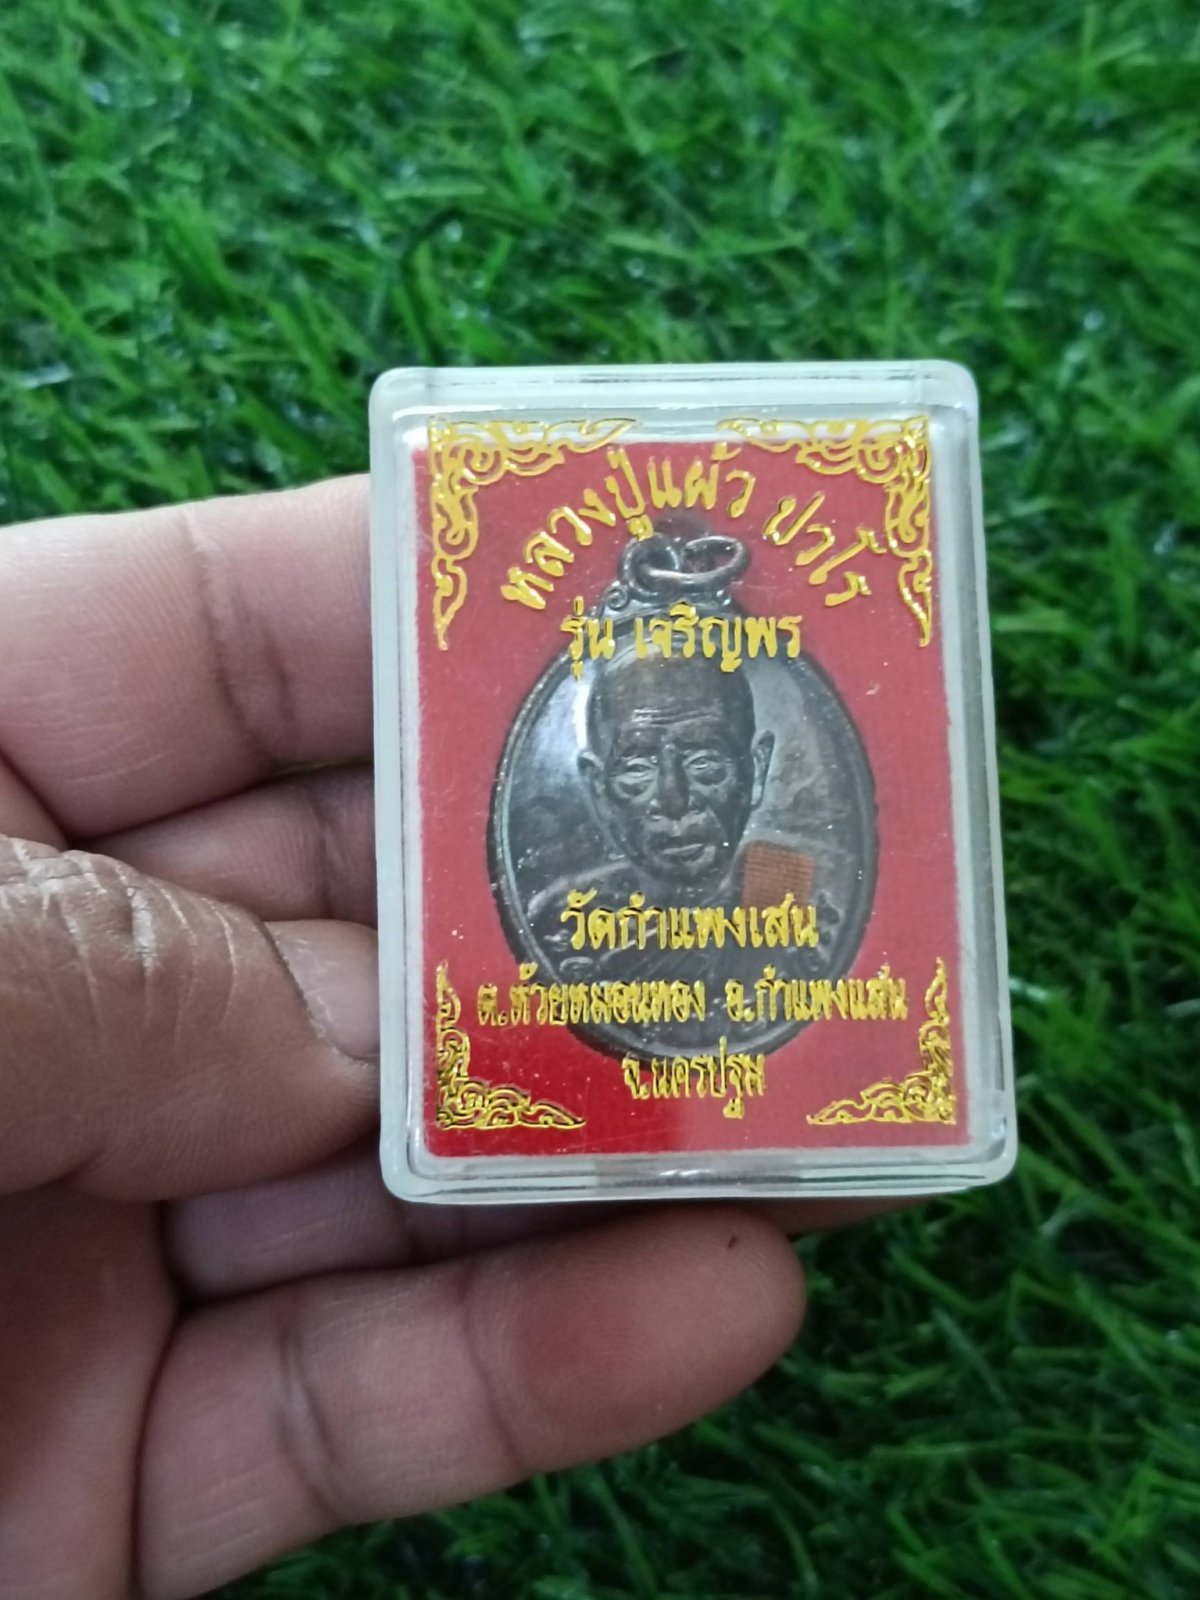 หลวงปู่แผ้ว ปวโร
รุ่น เจริญพร
วัดกำแพงแสน
ต.ห้วยหมอนทอง อ.กำแพงแสน
จ.นครปฐม